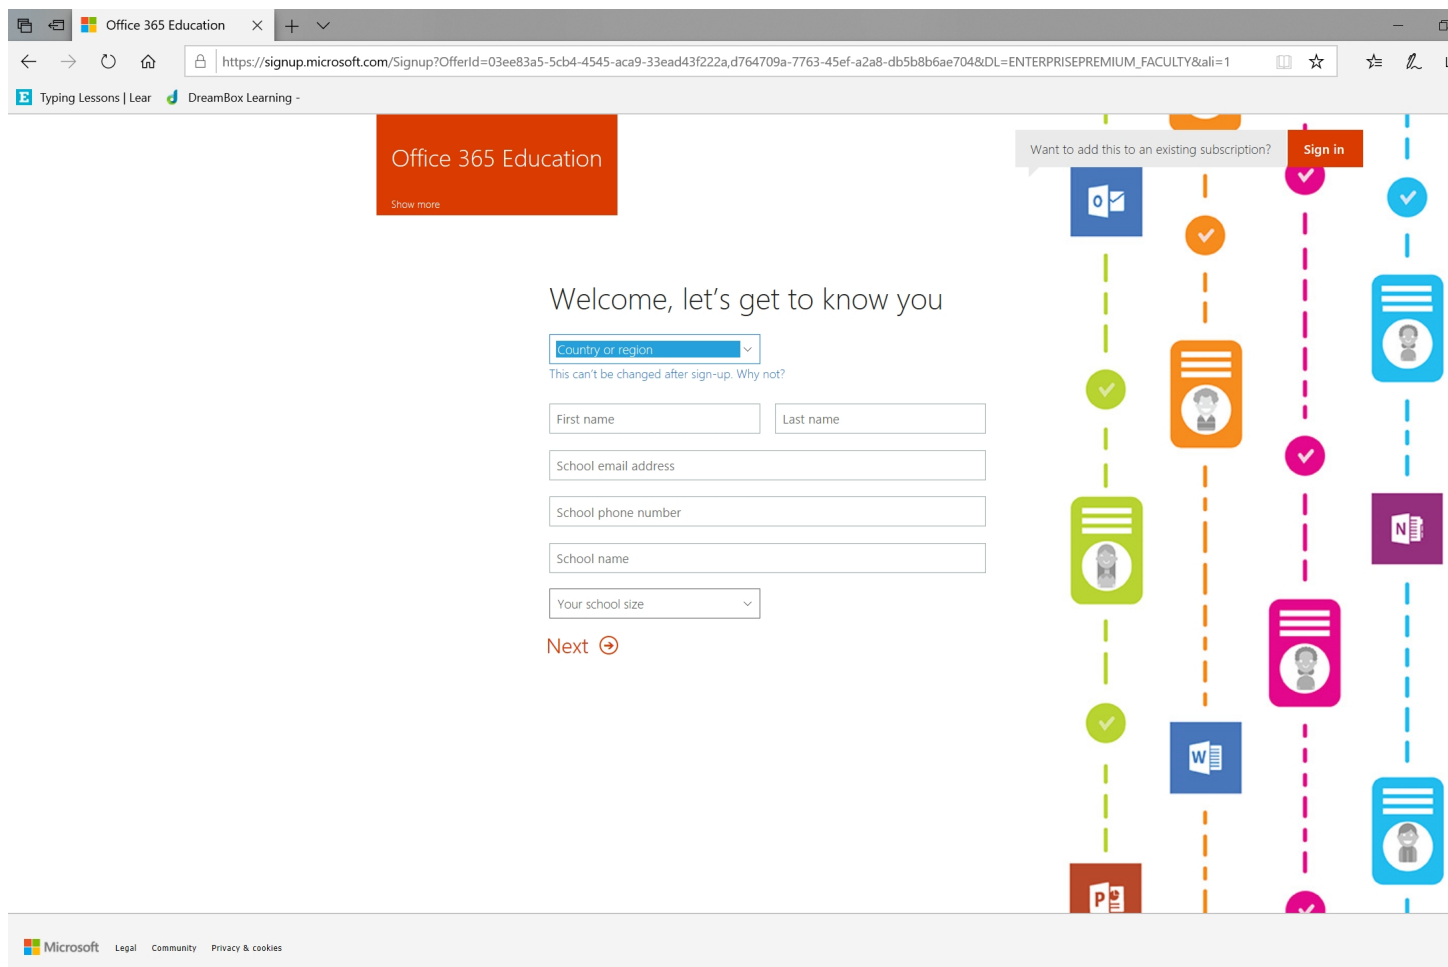 Office 365 Education
https://signup.microsoft.com/Signup?OfferId=03ee83a5-5cb4-4545-aca9-33ead43f222a,d764709a-7763-45ef-a2a8-db5b8b6ae704&DL=ENTERPRISEPREMIUM_FACULTY&ali=1
E Typing Lessons | Lear d DreamBox Learning -
Office 365 Education
Show more
Want to add this to an existing subscription? Sign in
Welcome, let's get to know you
Country or region
This can't be changed after sign-up. Why not?
First name Last name
School email address
School phone number
School name
Your school size
Next
O
N
W
P
Microsoft Legal Community Privacy & cookies